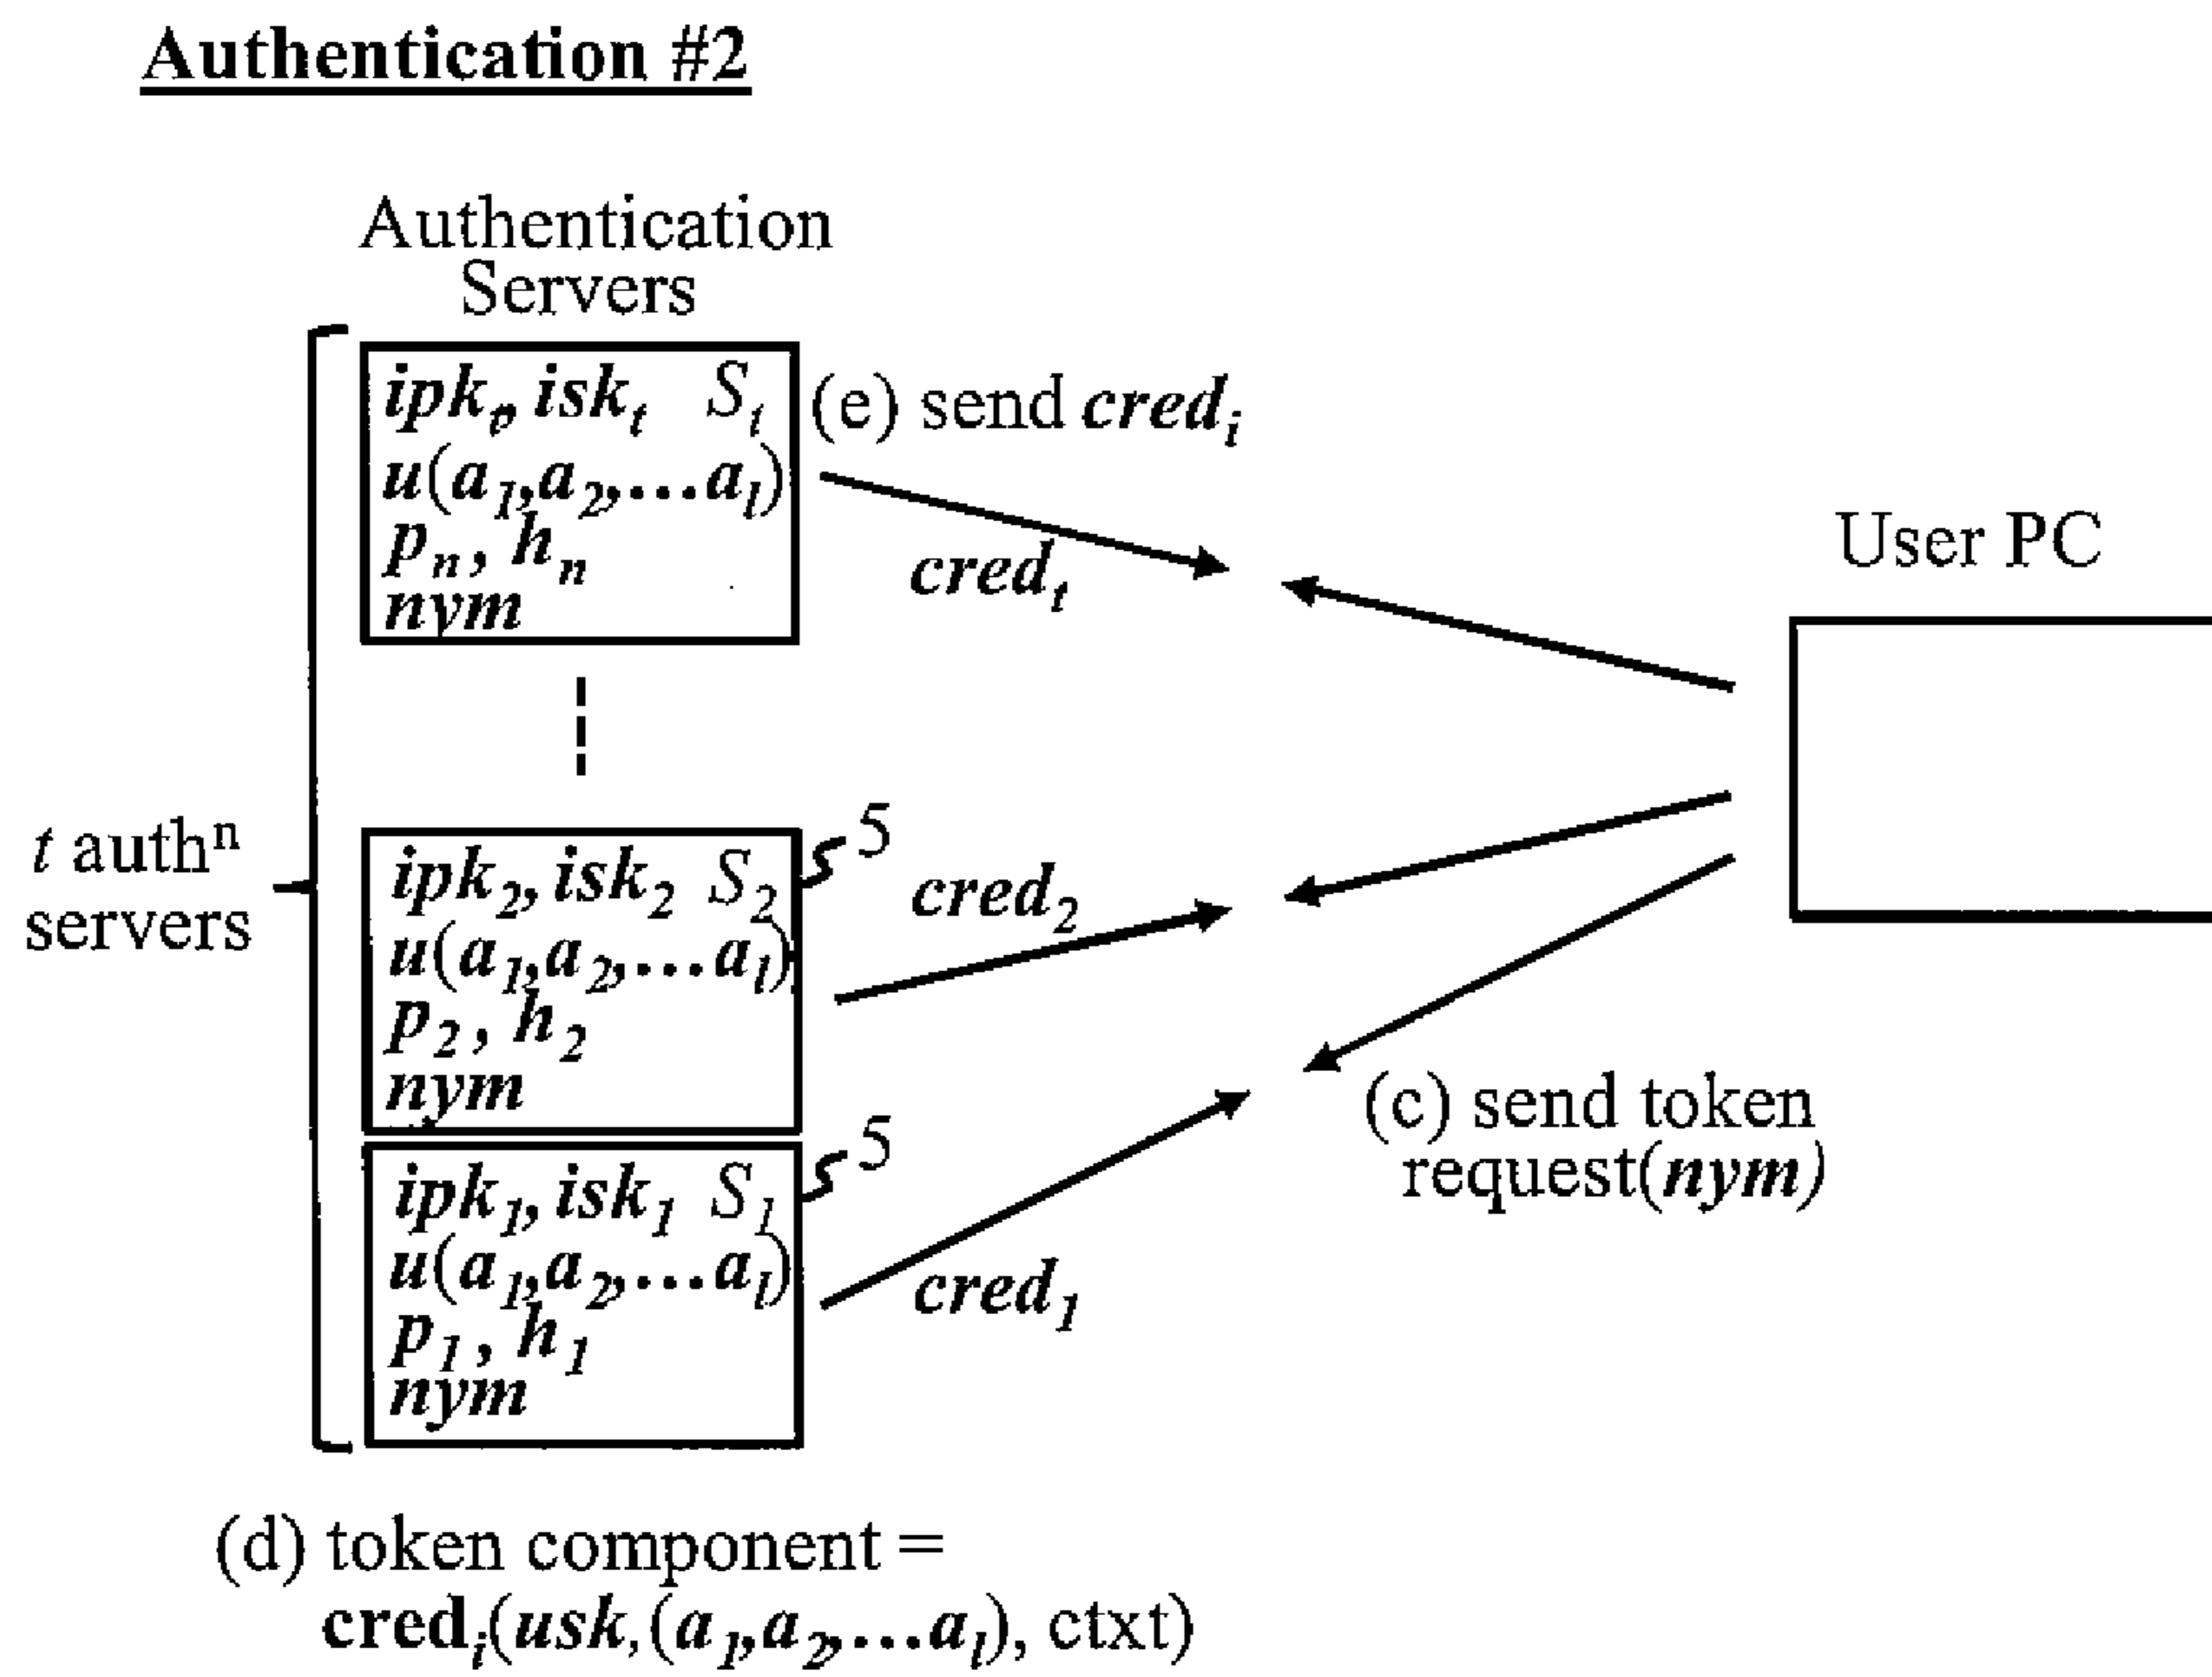 Authentication #2
Authentication
Servers
ipkₜ, iskₜ Sₜ
u(a₁,a₂,...aₗ)
pₙ, hₙ
nym
(e) send credᵢ
credₜ
User PC
t authⁿ
servers
5
ipk₂, isk₂ S₂
u(a₁,a₂,...aₗ)
p₂, h₂
nym
cred₂
5
ipk₁, isk₁ S₁
u(a₁,a₂,...aₗ)
p₁, h₁
nym
cred₁
(c) send token
request(nym)
(d) token component =
credᵢ(usk,(a₁,a₂,...aₗ), ctxt)